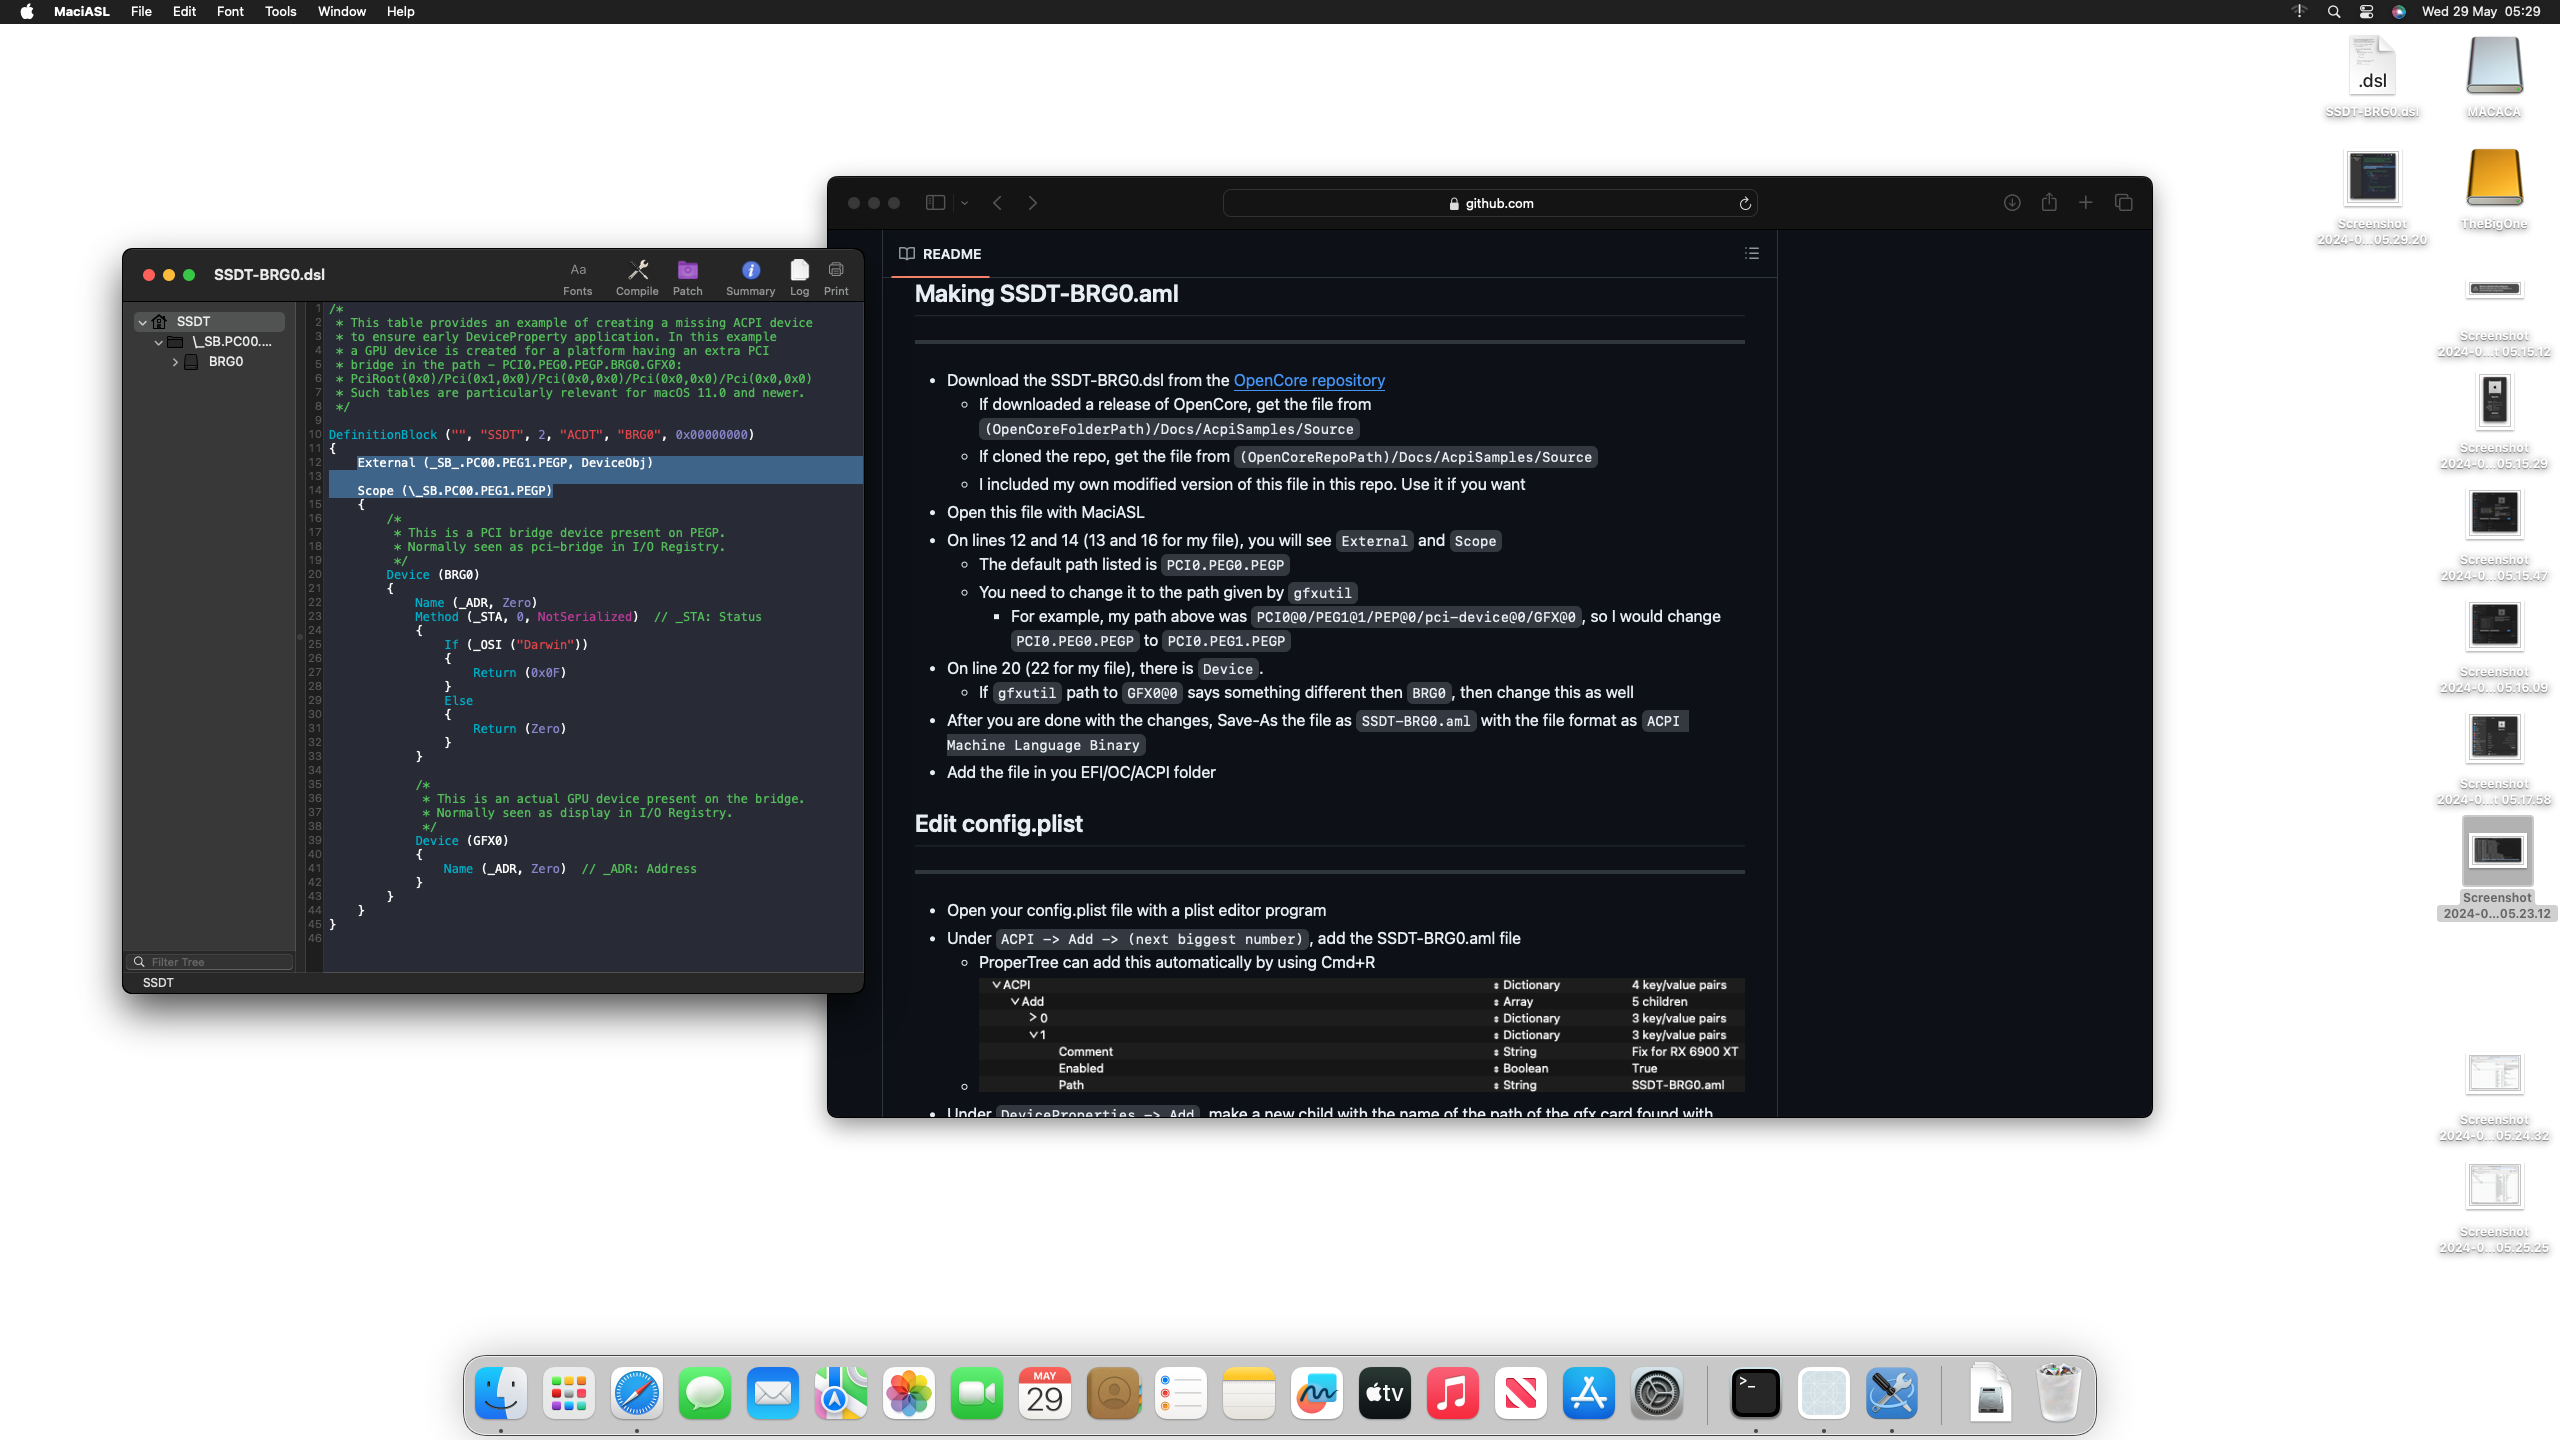 MaciASL File Edit Font Tools Window Help
Wed 29 May 05:29
.dsl
SSDT-BRG0.dsl
MACACA
Screenshot
2024-0...05.29.20
TheBigOne
Screenshot
2024-0...t 05.15.12
Screenshot
2024-0...05.15.29
Screenshot
2024-0...05.15.47
Screenshot
2024-0...05.16.09
Screenshot
2024-0...t 05.17.58
Screenshot
2024-0...05.23.12
Screenshot
2024-0...05.24.32
Screenshot
2024-0...05.25.25
SSDT-BRG0.dsl
Aa
Fonts Compile Patch Summary Log Print
SSDT
\_SB.PC00....
BRG0
Filter Tree
SSDT
1 /*
2 * This table provides an example of creating a missing ACPI device
3 * to ensure early DeviceProperty application. In this example
4 * a GPU device is created for a platform having an extra PCI
5 * bridge in the path - PCI0.PEG0.PEGP.BRG0.GFX0:
6 * PciRoot(0x0)/Pci(0x1,0x0)/Pci(0x0,0x0)/Pci(0x0,0x0)/Pci(0x0,0x0)
7 * Such tables are particularly relevant for macOS 11.0 and newer.
8 */
9
10 DefinitionBlock ("", "SSDT", 2, "ACDT", "BRG0", 0x00000000)
11 {
12 External (_SB_.PC00.PEG1.PEGP, DeviceObj)
13
14 Scope (\_SB.PC00.PEG1.PEGP)
15 {
16 /*
17 * This is a PCI bridge device present on PEGP.
18 * Normally seen as pci-bridge in I/O Registry.
19 */
20 Device (BRG0)
21 {
22 Name (_ADR, Zero)
23 Method (_STA, 0, NotSerialized) // _STA: Status
24 {
25 If (_OSI ("Darwin"))
26 {
27 Return (0x0F)
28 }
29 Else
30 {
31 Return (Zero)
32 }
33 }
34
35 /*
36 * This is an actual GPU device present on the bridge.
37 * Normally seen as display in I/O Registry.
38 */
39 Device (GFX0)
40 {
41 Name (_ADR, Zero) // _ADR: Address
42 }
43 }
44 }
45 }
46
github.com
README
Making SSDT-BRG0.aml
• Download the SSDT-BRG0.dsl from the OpenCore repository
◦ If downloaded a release of OpenCore, get the file from
(OpenCoreFolderPath)/Docs/AcpiSamples/Source
◦ If cloned the repo, get the file from (OpenCoreRepoPath)/Docs/AcpiSamples/Source
◦ I included my own modified version of this file in this repo. Use it if you want
• Open this file with MaciASL
• On lines 12 and 14 (13 and 16 for my file), you will see External and Scope
◦ The default path listed is PCI0.PEG0.PEGP
◦ You need to change it to the path given by gfxutil
▪ For example, my path above was PCI0@0/PEG1@1/PEP@0/pci-device@0/GFX@0, so I would change
PCI0.PEG0.PEGP to PCI0.PEG1.PEGP
• On line 20 (22 for my file), there is Device.
◦ If gfxutil path to GFX0@0 says something different then BRG0, then change this as well
• After you are done with the changes, Save-As the file as SSDT-BRG0.aml with the file format as ACPI
Machine Language Binary
• Add the file in you EFI/OC/ACPI folder
Edit config.plist
• Open your config.plist file with a plist editor program
• Under ACPI -> Add -> (next biggest number), add the SSDT-BRG0.aml file
◦ ProperTree can add this automatically by using Cmd+R
ACPI Dictionary 4 key/value pairs
Add Array 5 children
0 Dictionary 3 key/value pairs
1 Dictionary 3 key/value pairs
Comment String Fix for RX 6900 XT
Enabled Boolean True
Path String SSDT-BRG0.aml
• Under DeviceProperties -> Add, make a new child with the name of the path of the gfx card found with
MAY
29
tv